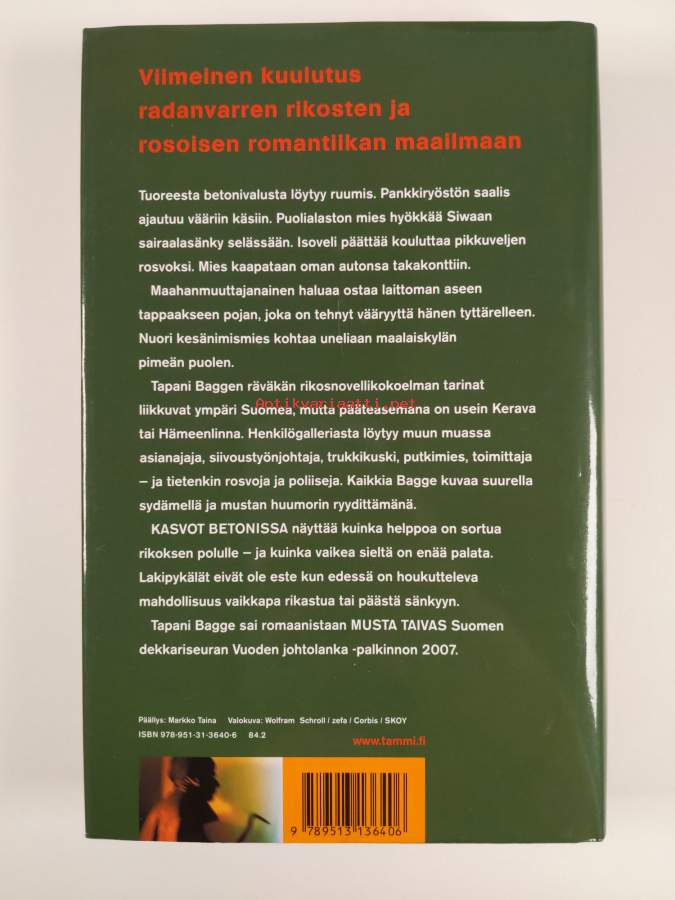 Viimeinen kuulutus
radanvarren rikosten ja
rosoisen romantiikan maailmaan
Tuoreesta betonivalusta löytyy ruumis. Pankkiryöstön saalis
ajautuu vääriin käsiin. Puolialaston mies hyökkää Siwaan
sairaalasänky selässään. Isoveli päättää kouluttaa pikkuveljen
rosvoksi. Mies kaapataan oman autonsa takakonttiin.
Maahanmuuttajanainen haluaa ostaa laittoman aseen
tappaakseen pojan, joka on tehnyt vääryyttä hänen tyttärelleen.
Nuori kesänimismies kohtaa uneliaan maalaiskylän
pimeän puolen.
Tapani Baggen räväkän rikosnovellikokoelman tarinat
Antikvariaatti.net
liikkuvat ympäri Suomea, mutta pääteasemana on usein Kerava
tai Hämeenlinna. Henkilögalleriasta löytyy muun muassa
asianajaja, siivoustyönjohtaja, trukkikuski, putkimies, toimittaja
– ja tietenkin rosvoja ja poliiseja. Kaikkia Bagge kuvaa suurella
sydämellä ja mustan huumorin ryydittämänä.
KASVOT BETONISSA näyttää kuinka helppoa on sortua
rikoksen polulle – ja kuinka vaikea sieltä on enää palata.
Lakipykälät eivät ole este kun edessä on houkutteleva
mahdollisuus vaikkapa rikastua tai päästä sänkyyn.
Tapani Bagge sai romaanistaan MUSTA TAIVAS Suomen
dekkariseuran Vuoden johtolanka -palkinnon 2007.
Päällys: Markko Taina Valokuva: Wolfram Schroll / zefa / Corbis / SKOY
ISBN 978-951-31-3640-6 84.2
www.tammi.fi
9 789513 136406